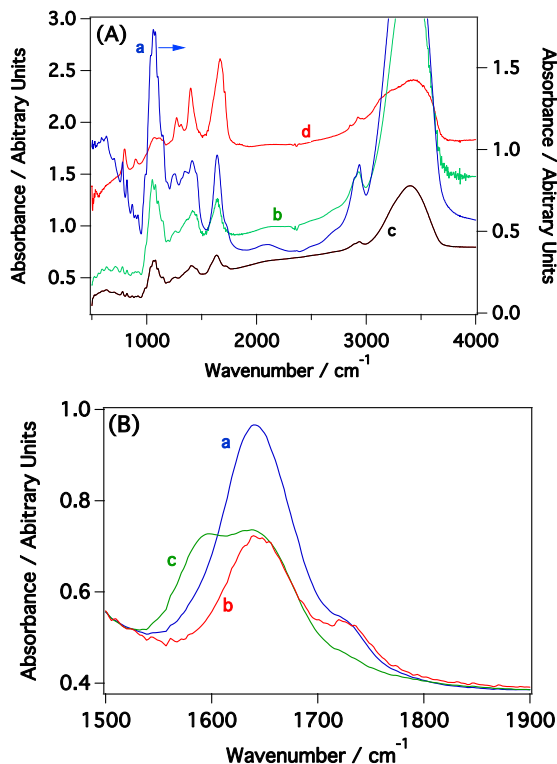 (A)
a
d
b
c
3.0
2.5
2.0
1.5
1.0
0.5
Absorbance / Abitrary Units
1.5
1.0
0.5
0.0
Absorbance / Abitrary Units
1000
2000
3000
4000
Wavenumber / cm-1
(B)
a
c
b
1.0
0.8
0.6
0.4
Absorbance / Abitrary Units
1500
1600
1700
1800
1900
Wavenumber / cm-1